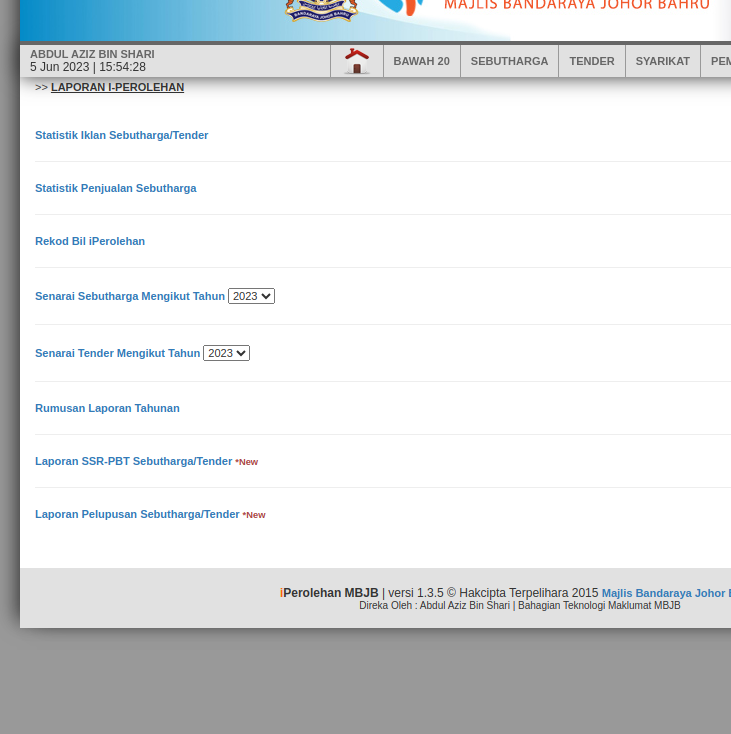 MAJLIS BANDARAYA JOHOR BAHRU
BANDARAYA JOHOR BAHRU
ABDUL AZIZ BIN SHARI
5 Jun 2023 | 15:54:28
BAWAH 20
SEBUTHARGA
TENDER
SYARIKAT
>> LAPORAN I-PEROLEHAN
Statistik Iklan Sebutharga/Tender
Statistik Penjualan Sebutharga
Rekod Bil iPerolehan
Senarai Sebutharga Mengikut Tahun 2023
Senarai Tender Mengikut Tahun 2023
Rumusan Laporan Tahunan
Laporan SSR-PBT Sebutharga/Tender *New
Laporan Pelupusan Sebutharga/Tender *New
iPerolehan MBJB | versi 1.3.5 © Hakcipta Terpelihara 2015 Majlis Bandaraya Johor
Direka Oleh : Abdul Aziz Bin Shari | Bahagian Teknologi Maklumat MBJB